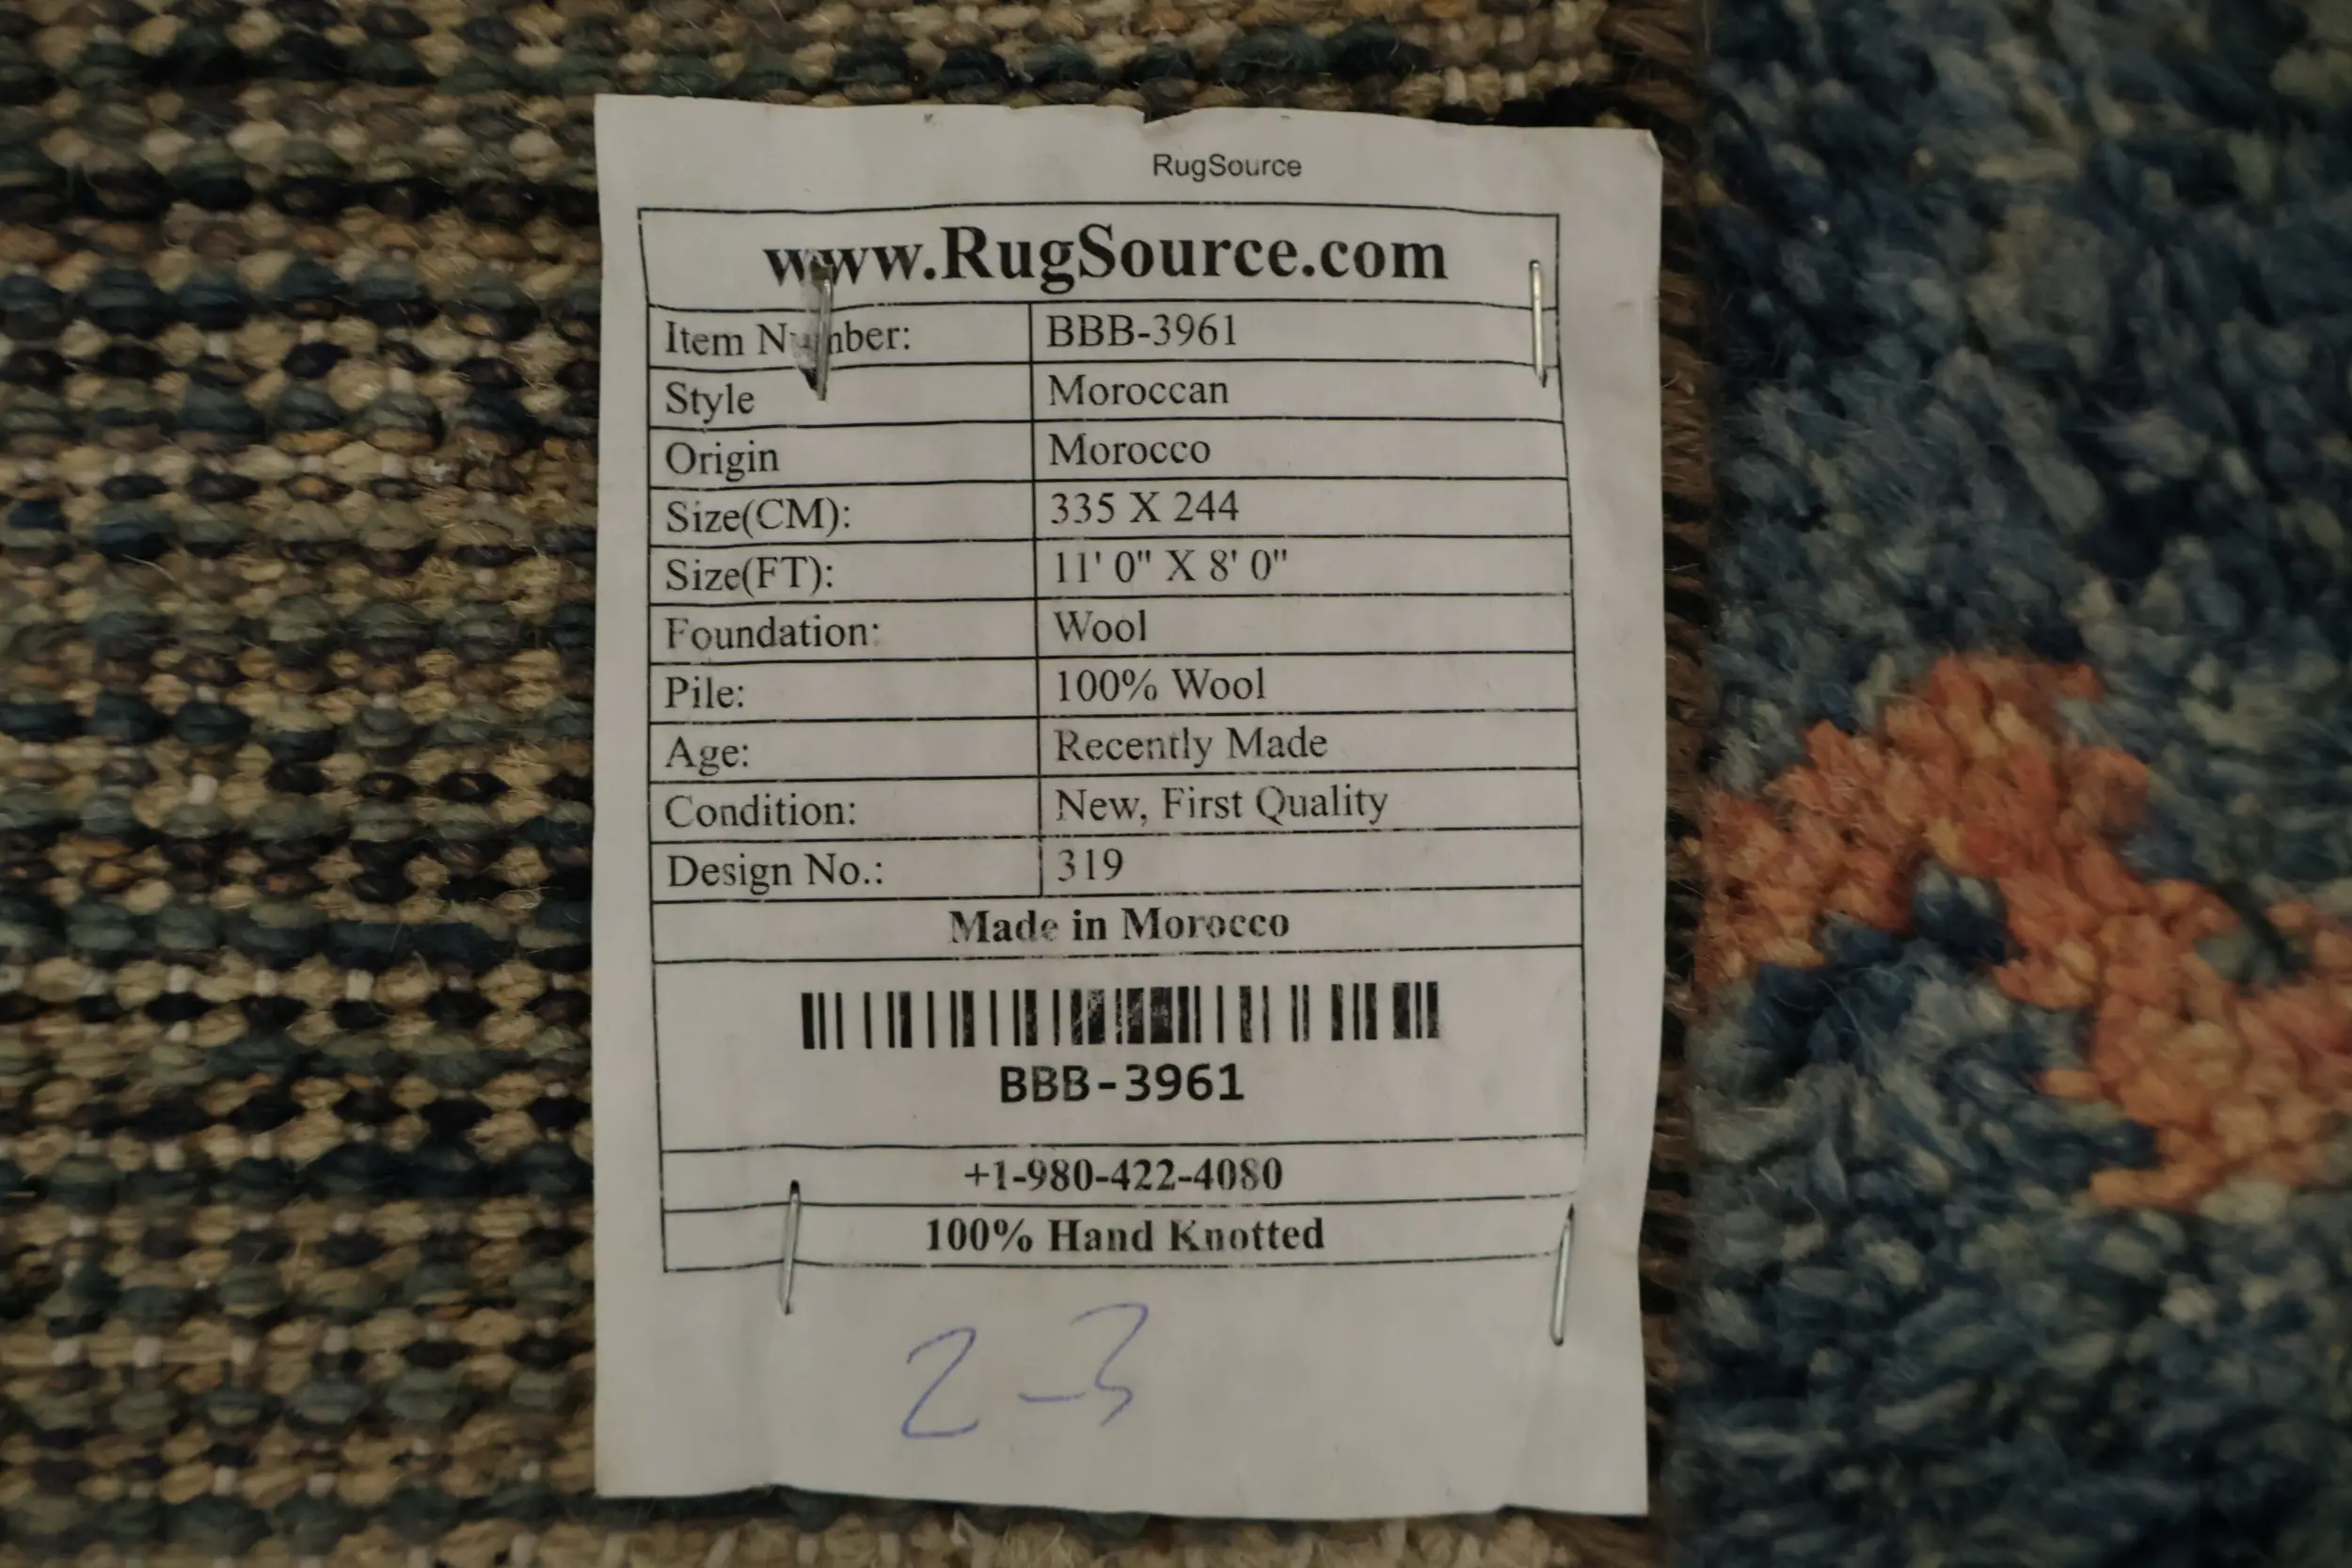 RugSource
www.RugSource.com
Item Number: BBB-3961
Style Moroccan
Origin Morocco
Size(CM): 335 X 244
Size(FT): 11' 0" X 8' 0"
Foundation: Wool
Pile: 100% Wool
Age: Recently Made
Condition: New, First Quality
Design No.: 319
Made in Morocco
BBB-3961
+1-980-422-4080
100% Hand Knotted
2-3